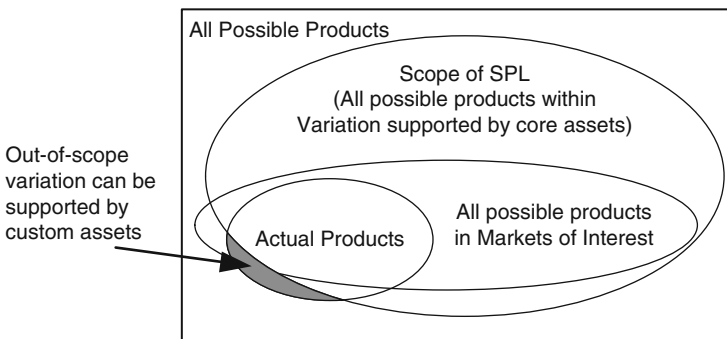 All Possible Products
Scope of SPL
(All possible products within
Variation supported by core assets)
Out-of-scope
variation can be
supported by
custom assets
Actual Products
All possible products
in Markets of Interest